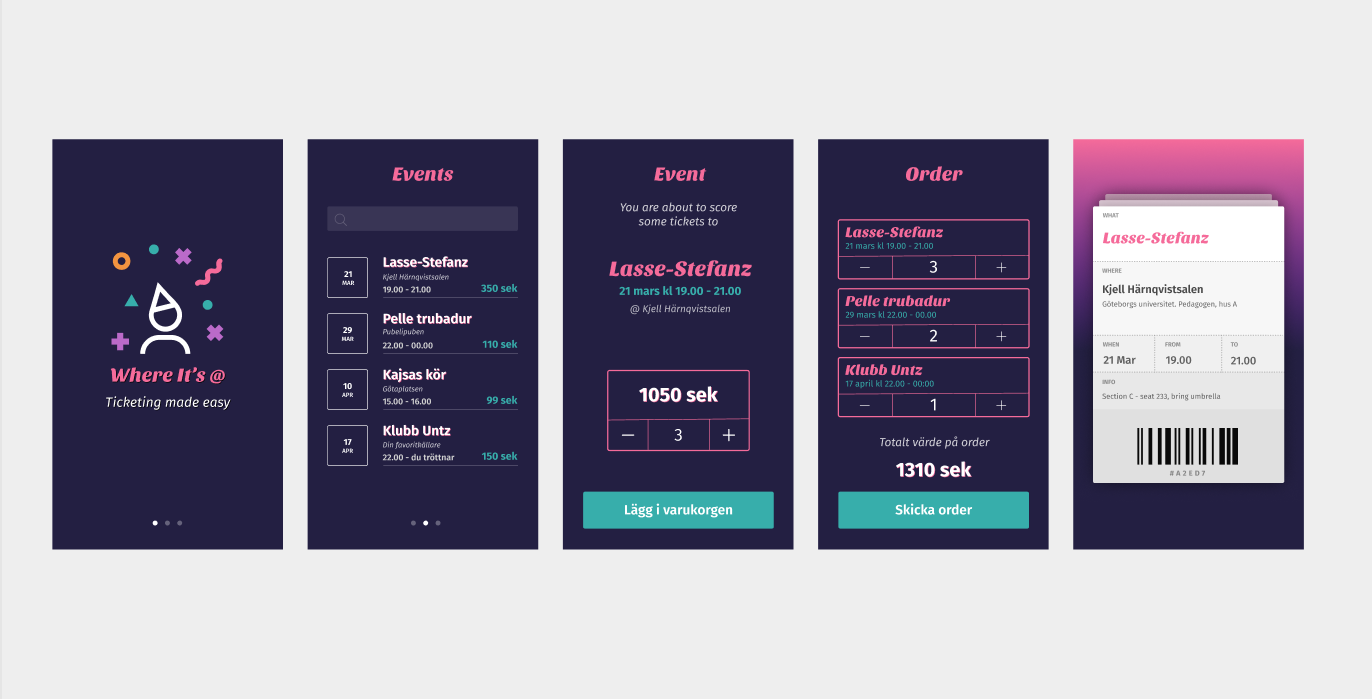 Where It's @
Ticketing made easy
Events
21
MAR
Lasse-Stefanz
Kjell Härnqvistsalen
19.00 - 21.00
350 sek
29
MAR
Pelle trubadur
Pubelipuben
22.00 - 00.00
110 sek
10
APR
Kajsas kör
Götaplatsen
15.00 - 16.00
99 sek
17
APR
Klubb Untz
Din favoritkällare
22.00 - du tröttnar
150 sek
Event
You are about to score
some tickets to
Lasse-Stefanz
21 mars kl 19.00 - 21.00
@ Kjell Härnqvistsalen
1050 sek
— 3 +
Lägg i varukorgen
Order
Lasse-Stefanz
21 mars kl 19.00 - 21.00
— 3 +
Pelle trubadur
29 mars kl 22.00 - 00.00
— 2 +
Klubb Untz
17 april kl 22.00 - 00:00
— 1 +
Totalt värde på order
1310 sek
Skicka order
WHAT
Lasse-Stefanz
WHERE
Kjell Härnqvistsalen
Göteborgs universitet. Pedagogen, hus A
WHEN
21 Mar
FROM
19.00
TO
21.00
INFO
Section C - seat 233, bring umbrella
#A2ED7